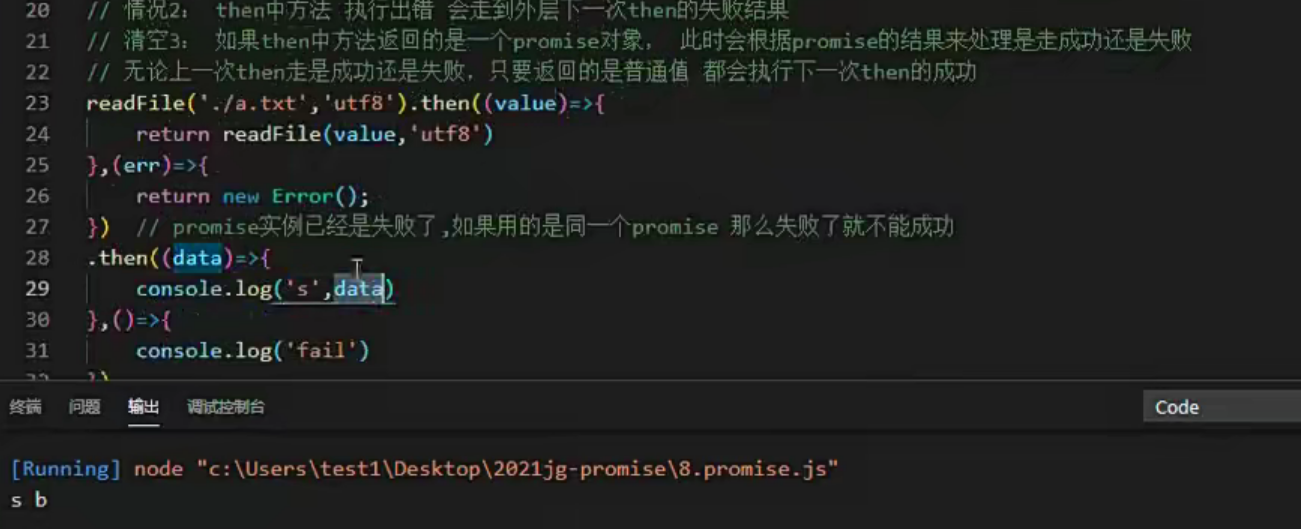 20 // 情况2： then中方法 执行出错 会走到外层下一次then的失败结果
21 // 清空3： 如果then中方法返回的是一个promise对象， 此时会根据promise的结果来处理是走成功还是失败
22 // 无论上一次then走是成功还是失败，只要返回的是普通值 都会执行下一次then的成功
23 readFile('./a.txt','utf8').then((value)=>{
24 return readFile(value,'utf8')
25 },(err)=>{
26 return new Error();
27 }) // promise实例已经是失败了,如果用的是同一个promise 那么失败了就不能成功
28 .then((data)=>{
29 console.log('s',data)
30 },()=>{
31 console.log('fail')
32 })
终端 问题 输出 调试控制台 Code
[Running] node "c:\Users\test1\Desktop\2021jg-promise\8.promise.js"
s b